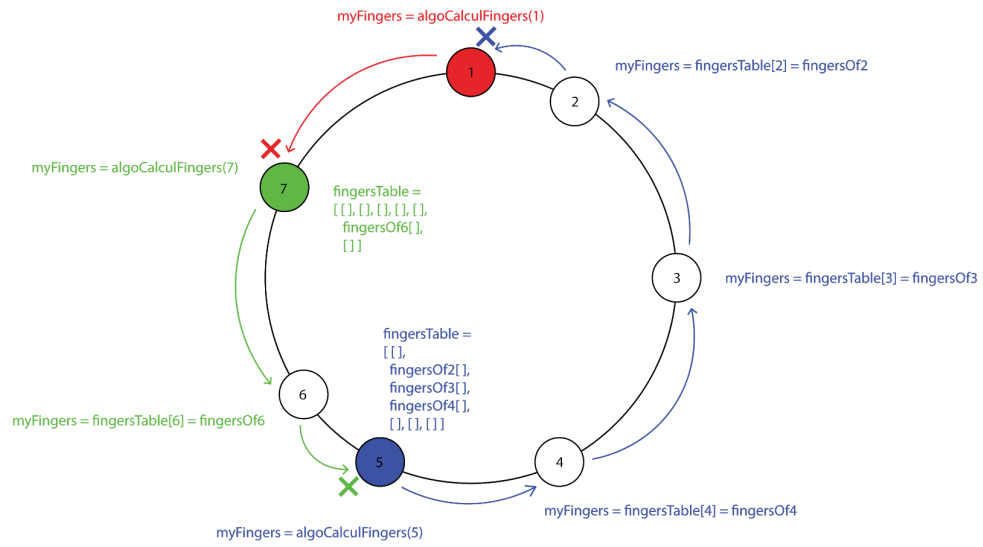 myFingers = algoCalculFingers(1)
1
2
myFingers = fingersTable[2] = fingersOf2
myFingers = algoCalculFingers(7)
7
fingersTable =
[ [ ], [ ], [ ], [ ], [ ],
fingersOf6[ ],
[ ] ]
3
myFingers = fingersTable[3] = fingersOf3
fingersTable =
[ [ ],
fingersOf2[ ],
fingersOf3[ ],
fingersOf4[ ],
[ ], [ ], [ ] ]
6
myFingers = fingersTable[6] = fingersOf6
5
4
myFingers = fingersTable[4] = fingersOf4
myFingers = algoCalculFingers(5)